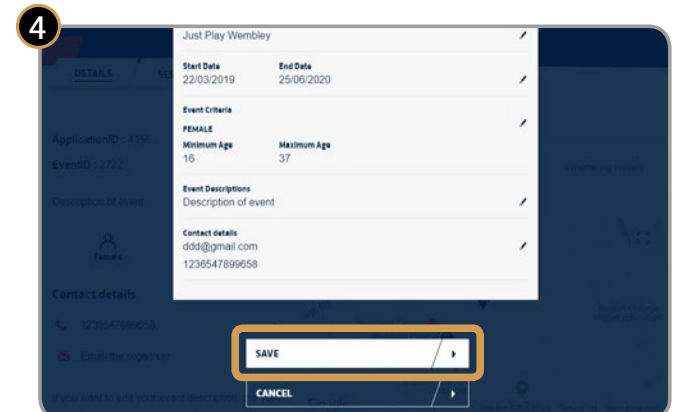 4
Just Play Wembley
DETAILS
Start Date End Date
22/03/2019 25/06/2020
Event Criteria
FEMALE
ApplicationID : 4356
Minimum Age Maximum Age
16 37
EventID : 2722
Event Descriptions
Description of event
Description of event
Contact details
ddd@gmail.com
Female
1236547899658
Contact details
1236547899658
SAVE
Email the organiser
CANCEL
If you want to edit your event description,
Google